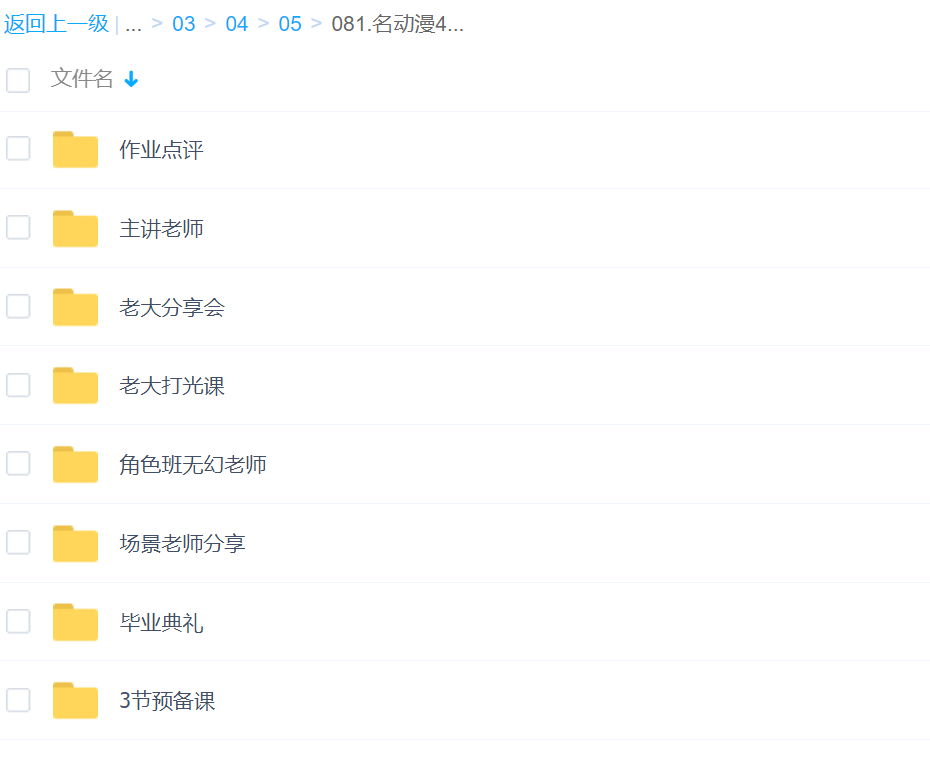 返回上一级 | ... > 03 > 04 > 05 > 081.名动漫4...
文件名
作业点评
主讲老师
老大分享会
老大打光课
角色班无幻老师
场景老师分享
毕业典礼
3节预备课